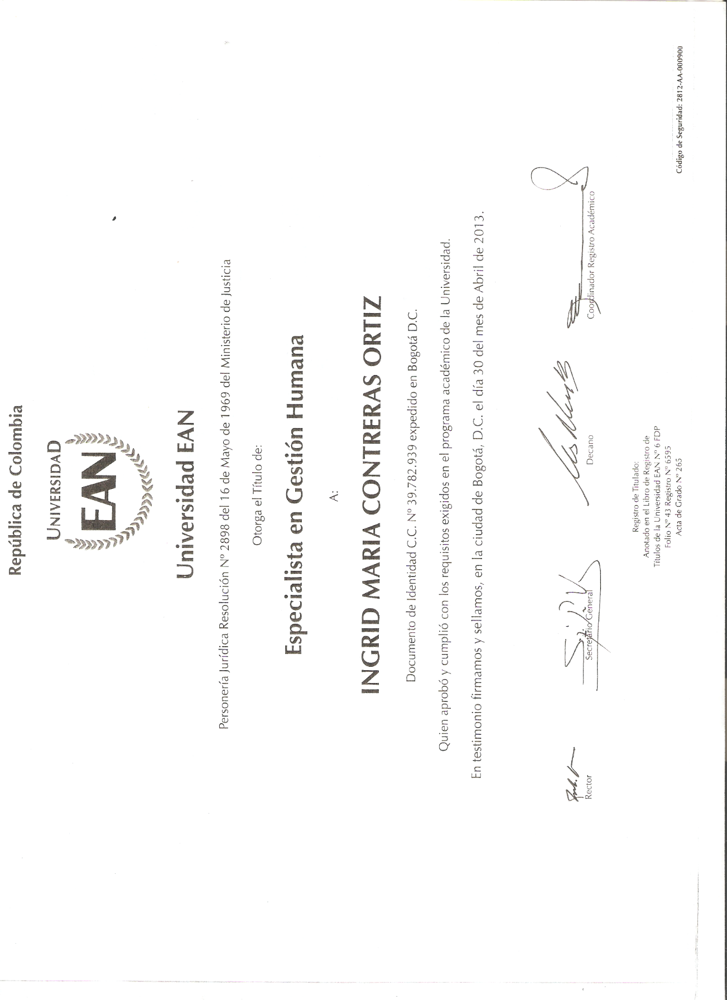 República de Colombia
UNIVERSIDAD
EAN
Universidad EAN
Personería Jurídica Resolución Nº 2898 del 16 de Mayo de 1969 del Ministerio de Justicia
Otorga el Título de:
Especialista en Gestión Humana
A:
INGRID MARIA CONTRERAS ORTIZ
Documento de Identidad C.C. Nº 39.782.939 expedido en Bogotá D.C.
Quien aprobó y cumplió con los requisitos exigidos en el programa académico de la Universidad.
En testimonio firmamos y sellamos, en la ciudad de Bogotá, D.C. el día 30 del mes de Abril de 2013.
Rector
Secretario General
Decano
Coordinador Registro Académico
Registro de Titulado:
Anotado en el Libro de Registro de
Títulos de la Universidad EAN Nº 6 FDP
Folio Nº 43 Registro Nº 6595
Acta de Grado Nº 265
Código de Seguridad: 2812-AA-000900